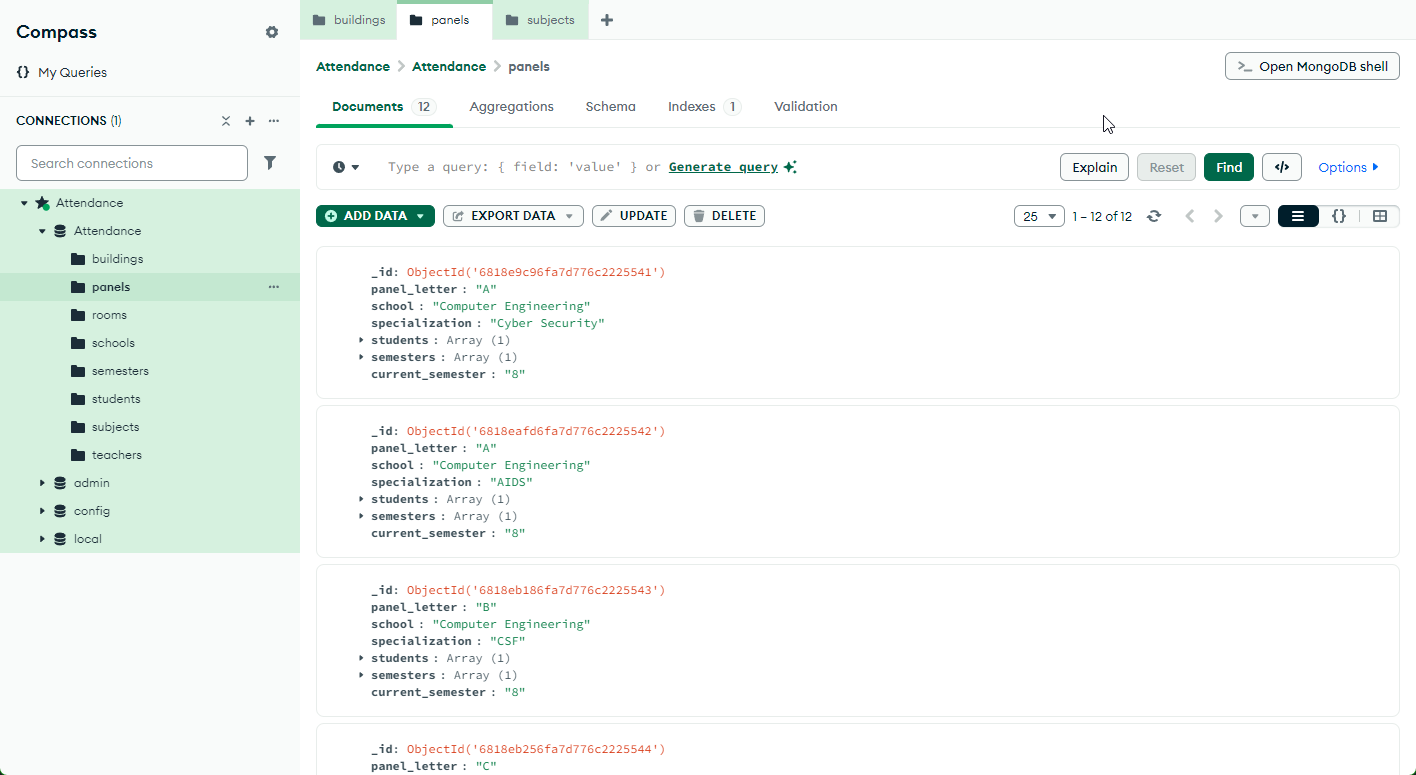 Compass
My Queries
CONNECTIONS (1)
Search connections
Attendance
Attendance
buildings
panels
rooms
schools
semesters
students
subjects
teachers
admin
config
local
buildings
panels
subjects
Attendance > Attendance > panels
>_ Open MongoDB shell
Documents 12 Aggregations Schema Indexes 1 Validation
Type a query: { field: 'value' } or Generate query
Explain Reset Find </> Options
ADD DATA EXPORT DATA UPDATE DELETE
25 1 – 12 of 12 {}
_id: ObjectId('6818e9c96fa7d776c2225541')
panel_letter : "A"
school : "Computer Engineering"
specialization : "Cyber Security"
students : Array (1)
semesters : Array (1)
current_semester : "8"
_id: ObjectId('6818eafd6fa7d776c2225542')
panel_letter : "A"
school : "Computer Engineering"
specialization : "AIDS"
students : Array (1)
semesters : Array (1)
current_semester : "8"
_id: ObjectId('6818eb186fa7d776c2225543')
panel_letter : "B"
school : "Computer Engineering"
specialization : "CSF"
students : Array (1)
semesters : Array (1)
current_semester : "8"
_id: ObjectId('6818eb256fa7d776c2225544')
panel_letter : "C"